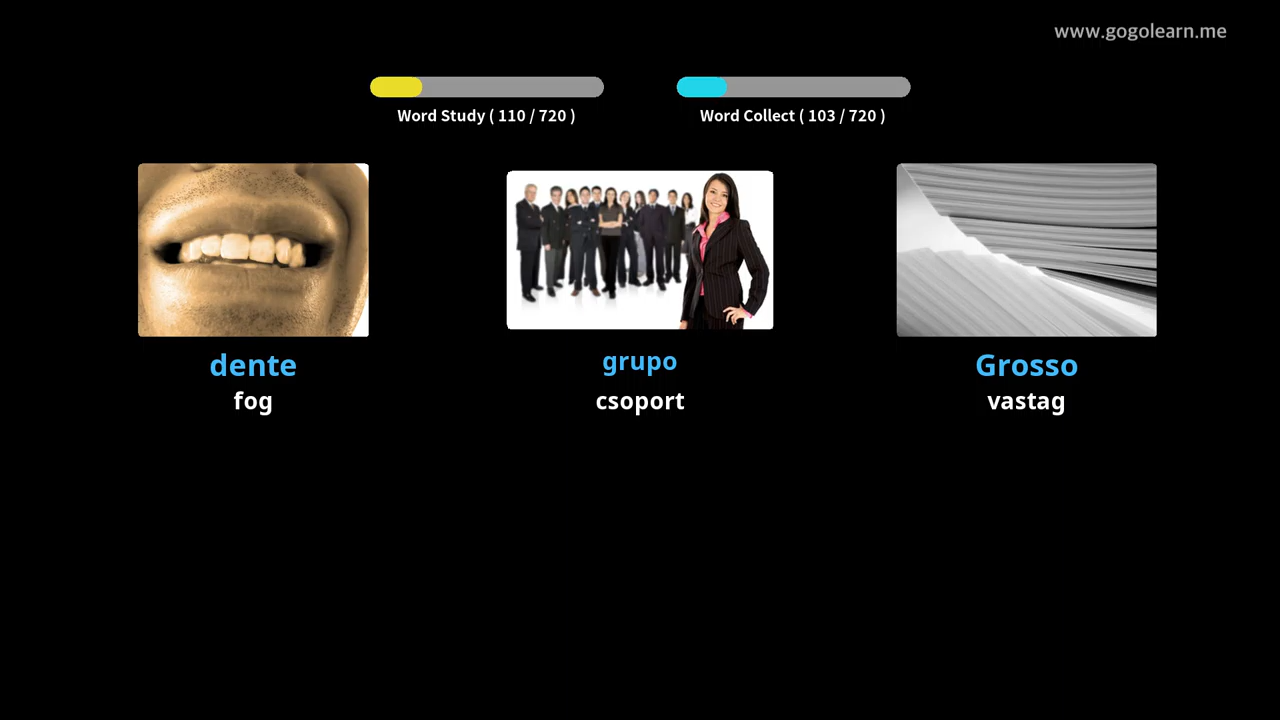 www.gogolearn.me
Word Study ( 110 / 720 )
Word Collect ( 103 / 720 )
dente
fog
grupo
csoport
Grosso
vastag